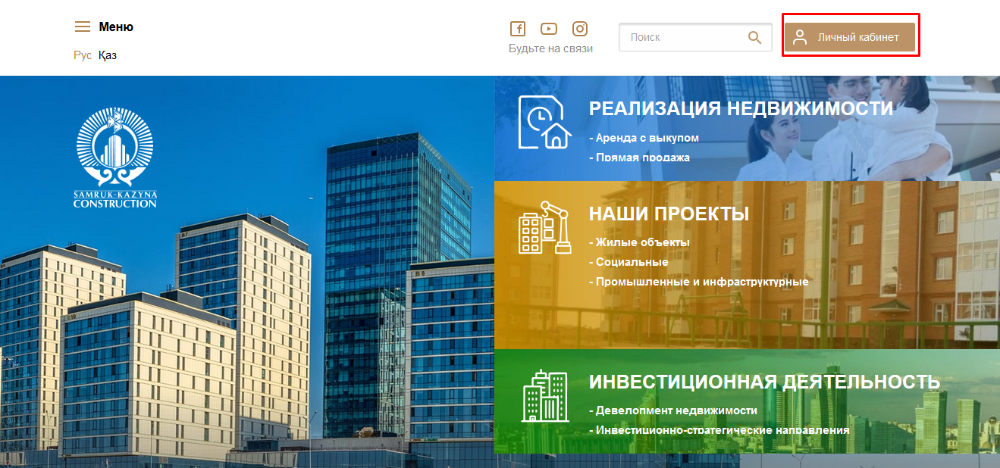 Меню
Рус Қаз
Будьте на связи
Поиск
Личный кабинет
SAMRUK-KAZYNA
CONSTRUCTION
РЕАЛИЗАЦИЯ НЕДВИЖИМОСТИ
- Аренда с выкупом
- Прямая продажа
НАШИ ПРОЕКТЫ
- Жилые объекты
- Социальные
- Промышленные и инфраструктурные
ИНВЕСТИЦИОННАЯ ДЕЯТЕЛЬНОСТЬ
- Девелопмент недвижимости
- Инвестиционно-стратегические направления